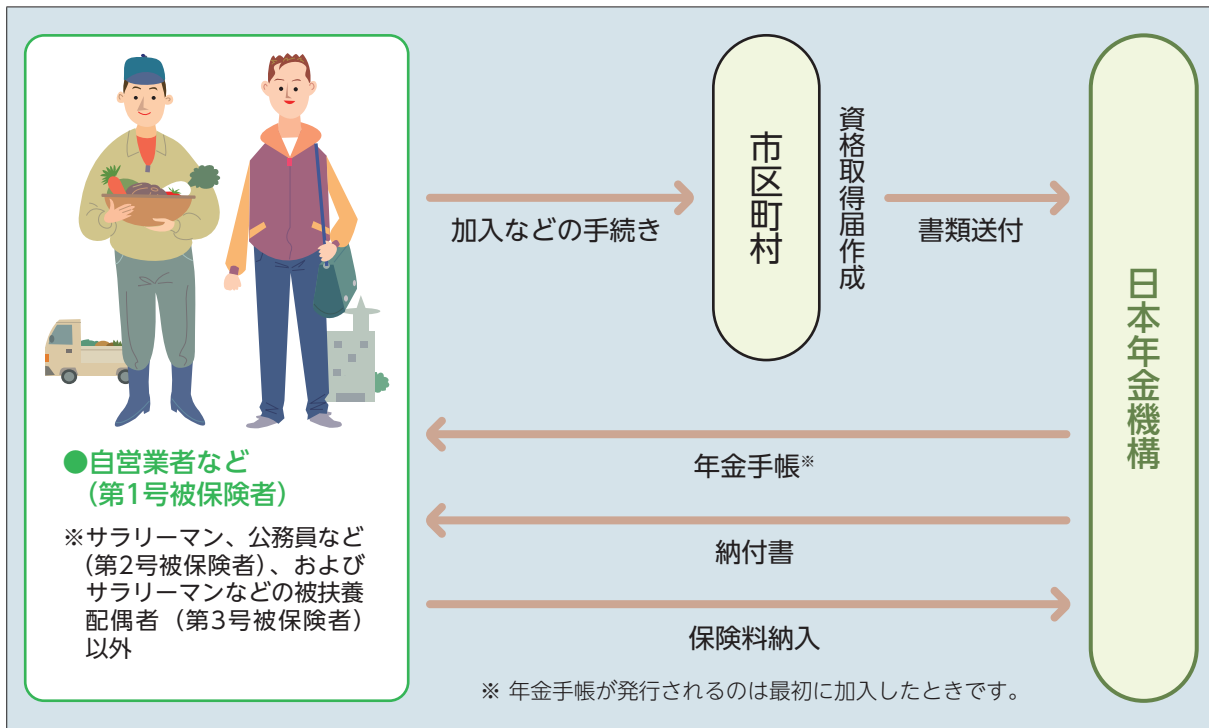 ●自営業者など
（第1号被保険者）
※サラリーマン、公務員など
（第2号被保険者）、および
サラリーマンなどの被扶養
配偶者（第3号被保険者）
以外
加入などの手続き
市区町村
資格取得届作成
書類送付
日本年金機構
年金手帳※
納付書
保険料納入
※ 年金手帳が発行されるのは最初に加入したときです。